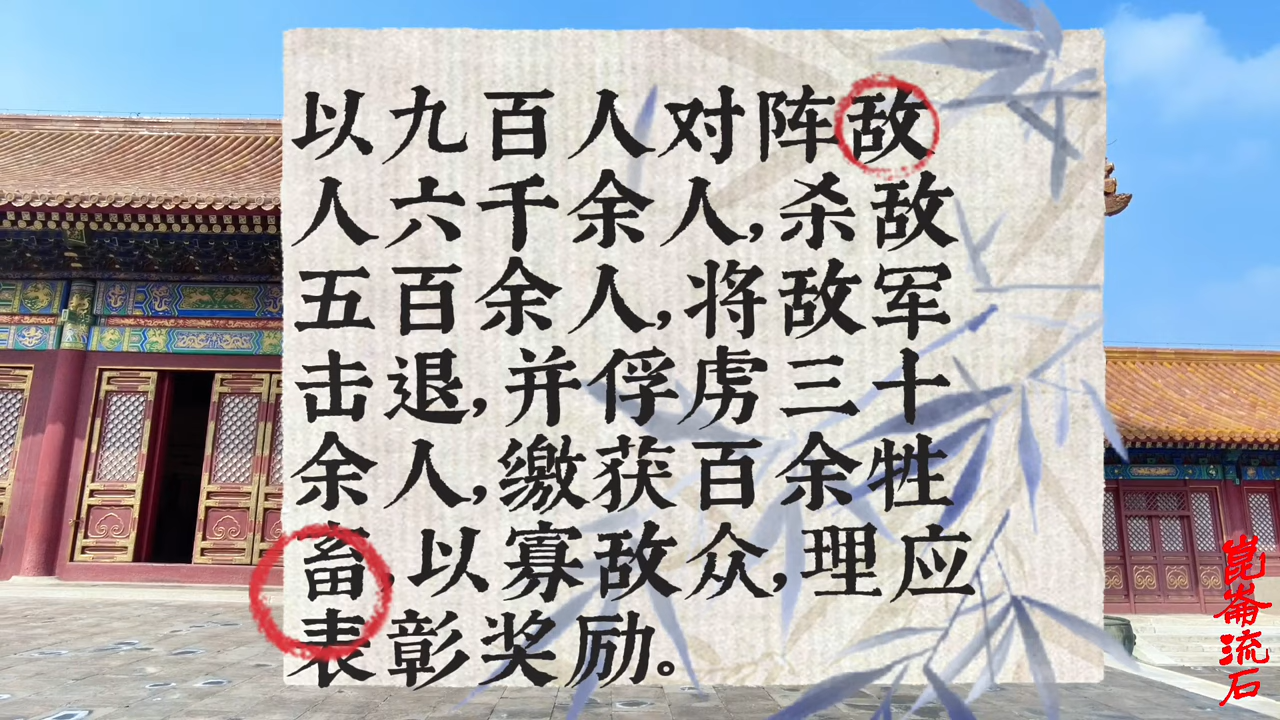 以九百人对阵敌
人六千余人,杀敌
五百余人,将敌军
击退,并俘虏三十
余人,缴获百余牲
畜,以寡敌众,理应
表彰奖励。
崑崙流石